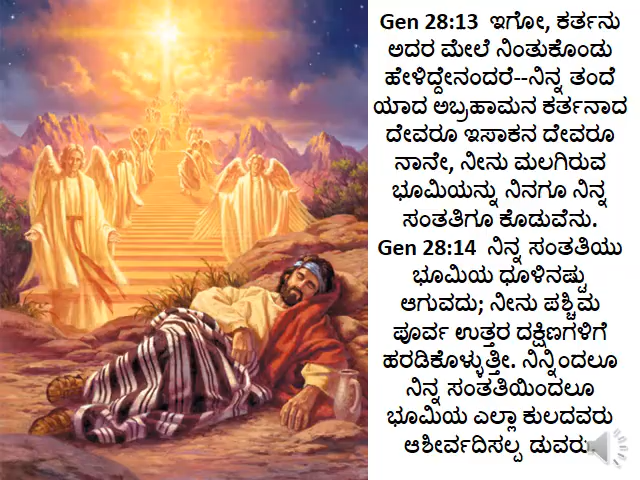 Gen 28:13 ಇಗೋ, ಕರ್ತನು
ಅದರ ಮೇಲೆ ನಿಂತುಕೊಂಡು
ಹೇಳಿದ್ದೇನಂದರೆ--ನಿನ್ನ ತಂದೆ
ಯಾದ ಅಬ್ರಹಾಮನ ಕರ್ತನಾದ
ದೇವರೂ ಇಸಾಕನ ದೇವರೂ
ನಾನೇ, ನೀನು ಮಲಗಿರುವ
ಭೂಮಿಯನ್ನು ನಿನಗೂ ನಿನ್ನ
ಸಂತತಿಗೂ ಕೊಡುವೆನು.
Gen 28:14 ನಿನ್ನ ಸಂತತಿಯು
ಭೂಮಿಯ ಧೂಳಿನಷ್ಟು
ಆಗುವದು; ನೀನು ಪಶ್ಚಿಮ
ಪೂರ್ವ ಉತ್ತರ ದಕ್ಷಿಣಗಳಿಗೆ
ಹರಡಿಕೊಳ್ಳುತ್ತೀ. ನಿನ್ನಿಂದಲೂ
ನಿನ್ನ ಸಂತತಿಯಿಂದಲೂ
ಭೂಮಿಯ ಎಲ್ಲಾ ಕುಲದವರು
ಆಶೀರ್ವದಿಸಲ್ಪ ಡುವರು